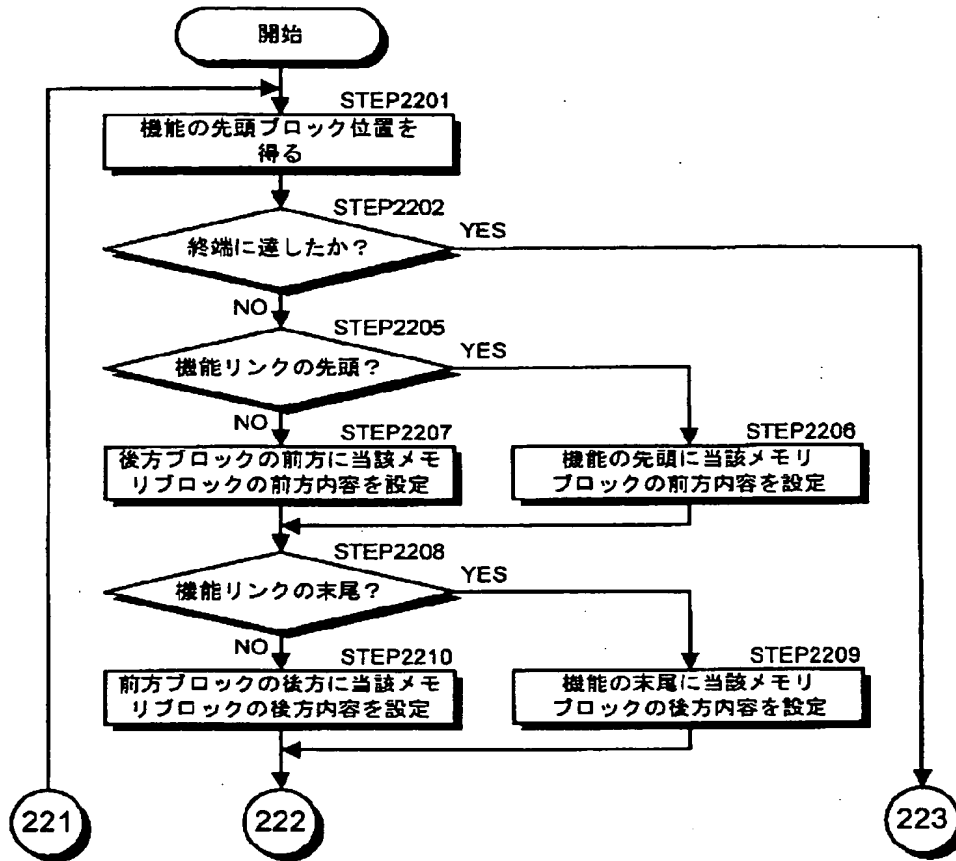 開始
STEP2201
機能の先頭ブロック位置を
得る
STEP2202
終端に達したか？
YES
NO
STEP2205
機能リンクの先頭？
YES
NO
STEP2207
後方ブロックの前方に当該メモ
リブロックの前方内容を設定
STEP2206
機能の先頭に当該メモリ
ブロックの前方内容を設定
STEP2208
機能リンクの末尾？
YES
NO
STEP2210
前方ブロックの後方に当該メモ
リブロックの後方内容を設定
STEP2209
機能の末尾に当該メモリ
ブロックの後方内容を設定
221
222
223